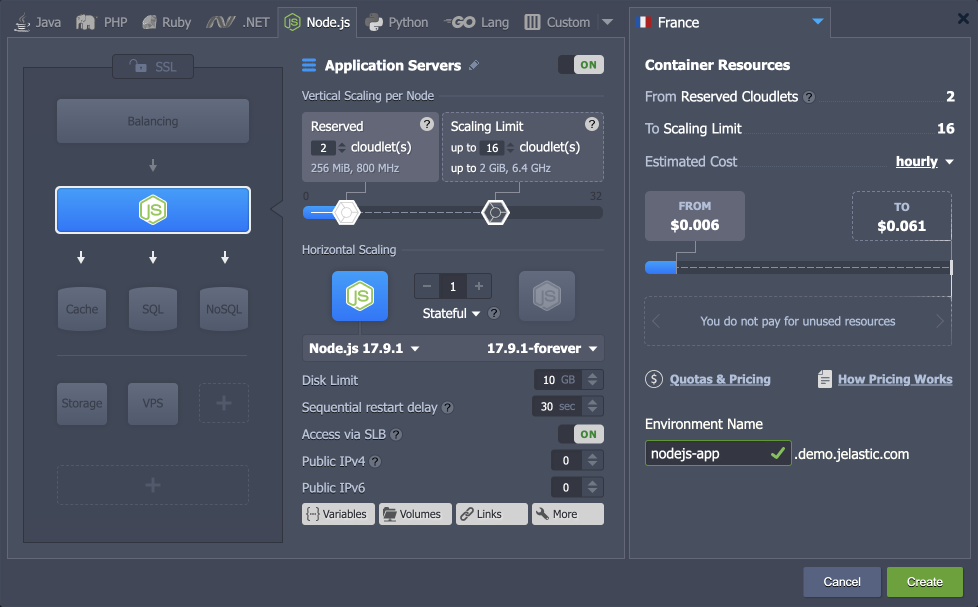 Java PHP Ruby .NET Node.js Python Lang Custom
France
SSL
Balancing
JS
Cache SQL NoSQL
Storage VPS
Application Servers ON
Vertical Scaling per Node
Reserved ?
2 cloudlet(s)
256 MiB, 800 MHz
Scaling Limit ?
up to 16 cloudlet(s)
up to 2 GiB, 6.4 GHz
0 32
Horizontal Scaling
JS 1 JS
Stateful ?
Node.js 17.9.1 17.9.1-forever
Disk Limit 10 GB
Sequential restart delay ? 30 sec
Access via SLB ? ON
Public IPv4 ? 0
Public IPv6 0
Variables Volumes Links More
Container Resources
From Reserved Cloudlets ? 2
To Scaling Limit 16
Estimated Cost hourly
FROM
$0.006
TO
$0.061
You do not pay for unused resources
$ Quotas & Pricing How Pricing Works
Environment Name
nodejs-app .demo.jelastic.com
Cancel Create